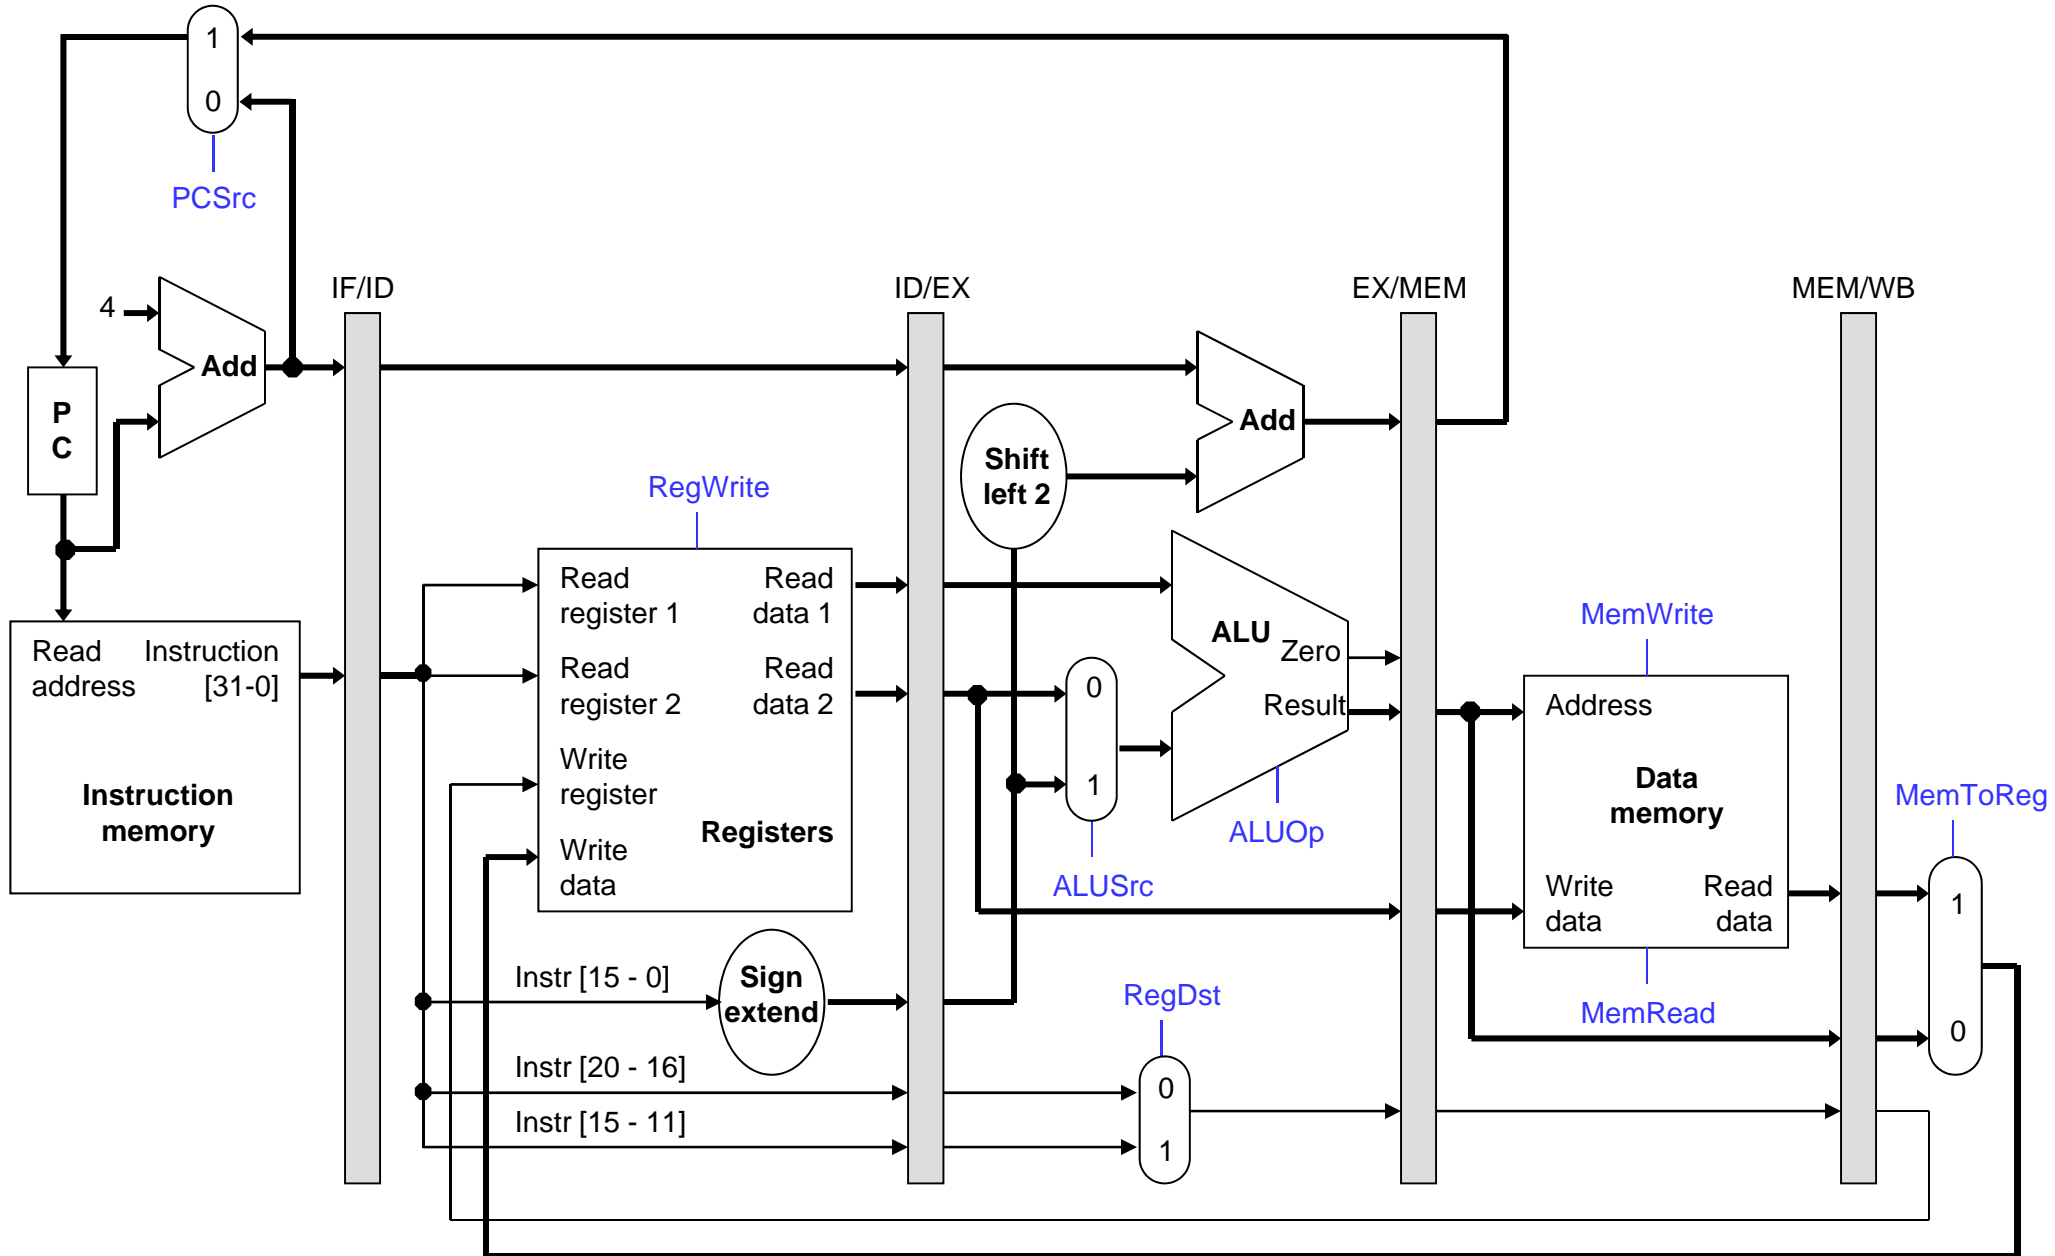 1
0
PCSrc
4
Add
P
C
IF/ID
ID/EX
EX/MEM
MEM/WB
Add
Shift
left 2
RegWrite
Read
register 1
Read
data 1
Read
register 2
Read
data 2
Write
register
Write
data
Registers
Read
address
Instruction
[31-0]
Instruction
memory
0
1
ALUSrc
ALU
Zero
Result
ALUOp
MemWrite
Address
Data
memory
Write
data
Read
data
MemRead
MemToReg
1
0
Instr [15 - 0]
Sign
extend
RegDst
Instr [20 - 16]
Instr [15 - 11]
0
1